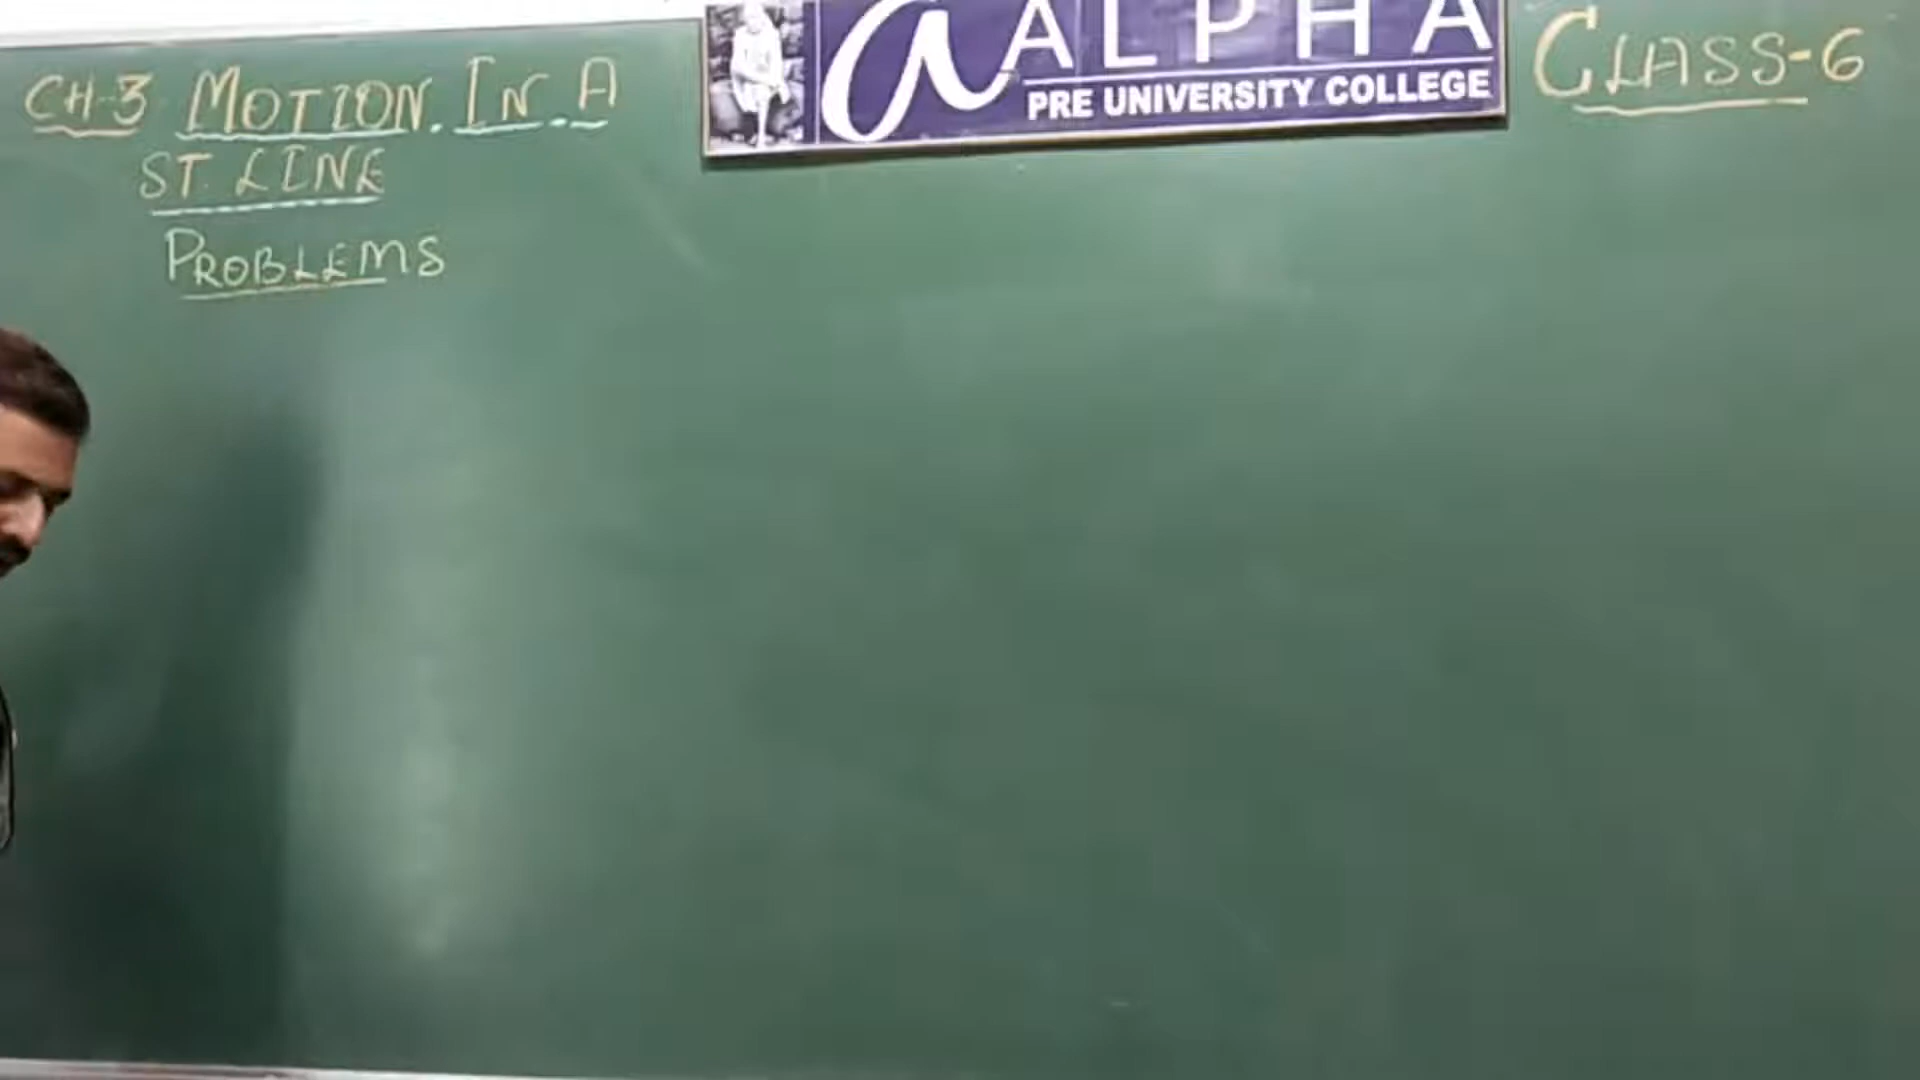 CH-3 MOTION IN A
ST. LINE
PROBLEMS
a ALPHA
PRE UNIVERSITY COLLEGE
CLASS-6